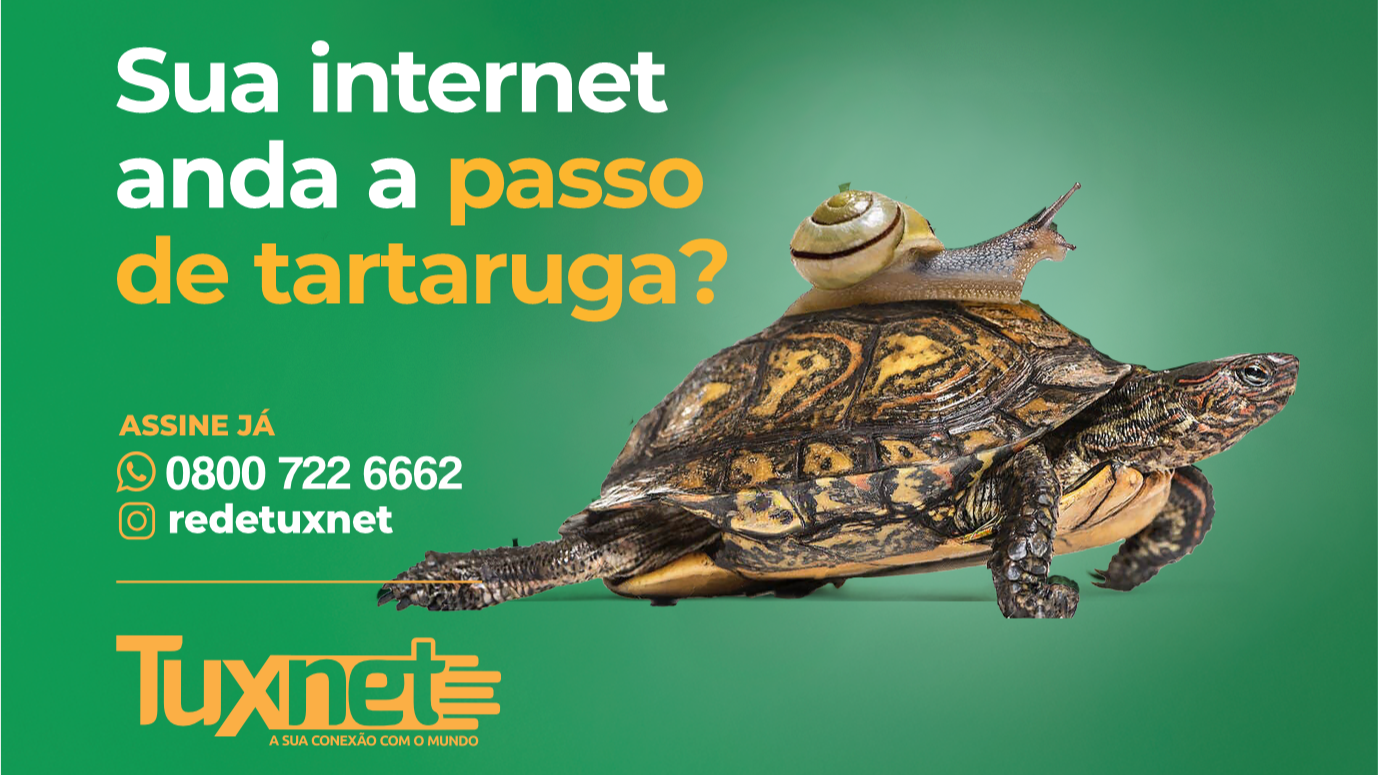 Sua internet
anda a passo
de tartaruga?
ASSINE JÁ
0800 722 6662
redetuxnet
Tuxnet
A SUA CONEXÃO COM O MUNDO